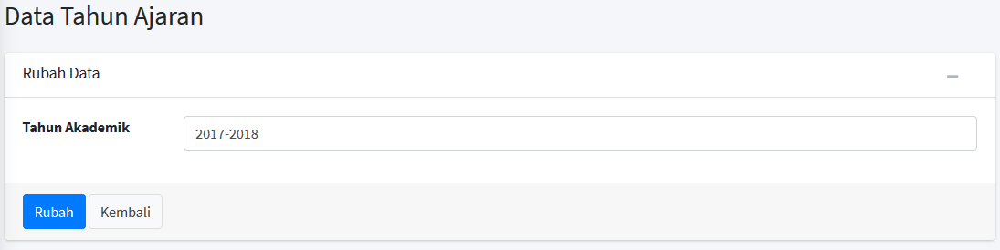 Data Tahun Ajaran
Rubah Data
Tahun Akademik
2017-2018
Rubah Kembali